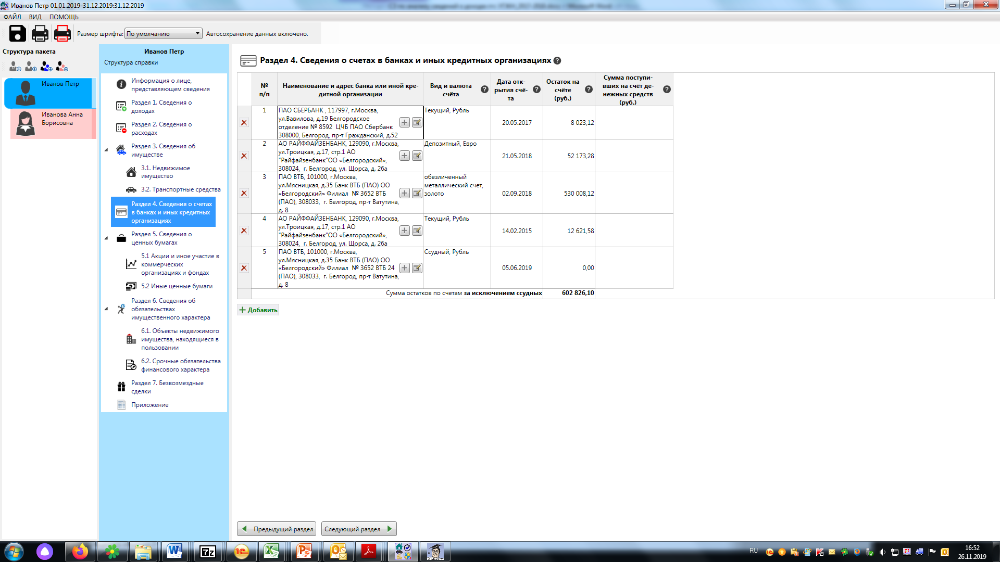 Иванов Петр 01.01.2019-31.12.2019:31.12.2019
ФАЙЛ ВИД ПОМОЩЬ
Размер шрифта: По умолчанию Автосохранение данных включено.
Структура пакета
Иванов Петр
Иванова Анна
Борисовна
Иванов Петр
Структура справки
Информация о лице,
представляющем сведения
Раздел 1. Сведения о
доходах
Раздел 2. Сведения о
расходах
Раздел 3. Сведения об
имуществе
3.1. Недвижимое
имущество
3.2. Транспортные средства
Раздел 4. Сведения о счетах
в банках и иных кредитных
организациях
Раздел 5. Сведения о
ценных бумагах
5.1 Акции и иное участие в
коммерческих
организациях и фондах
5.2 Иные ценные бумаги
Раздел 6. Сведения об
обязательствах
имущественного характера
6.1. Объекты недвижимого
имущества, находящиеся в
пользовании
6.2. Срочные обязательства
финансового характера
Раздел 7. Безвозмездные
сделки
Приложение
Раздел 4. Сведения о счетах в банках и иных кредитных организациях ?
№
п/п
Наименование и адрес банка или иной кре-
дитной организации
Вид и валюта
счёта
?
Дата отк-
рытия счё-
та
?
Остаток на
счёте
(руб.)
?
Сумма поступи-
вших на счёт де-
нежных средств
(руб.)
?
1
ПАО СБЕРБАНК , 117997, г.Москва,
ул.Вавилова, д.19 Белгородское
отделение № 8592 ЦЧБ ПАО Сбербанк
308000, Белгород, пр-т Гражданский, д.52
Текущий, Рубль
20.05.2017
8 023,12
2
АО РАЙФФАЙЗЕНБАНК, 129090, г.Москва,
ул.Троицкая, д.17, стр.1 АО
"Райфайзенбанк"ОО «Белгородский»,
308024, г. Белгород, ул. Щорса, д. 26а
Депозитный, Евро
21.05.2018
52 173,28
3
ПАО ВТБ, 101000, г.Москва,
ул.Мясницкая, д.35 Банк ВТБ (ПАО) ОО
«Белгородский» Филиал № 3652 ВТБ
(ПАО), 308033, г. Белгород, пр-т Ватутина,
д. 8
обезличенный
металлический счет,
золото
02.09.2018
530 008,12
4
АО РАЙФФАЙЗЕНБАНК, 129090, г.Москва,
ул.Троицкая, д.17, стр.1 АО
"Райфайзенбанк"ОО «Белгородский»,
308024, г. Белгород, ул. Щорса, д. 26а
Текущий, Рубль
14.02.2015
12 621,58
5
ПАО ВТБ, 101000, г.Москва,
ул.Мясницкая, д.35 Банк ВТБ (ПАО) ОО
«Белгородский» Филиал № 3652 ВТБ 24
(ПАО), 308033, г. Белгород, пр-т Ватутина,
д. 8
Ссудный, Рубль
05.06.2019
0,00
Сумма остатков по счетам за исключением ссудных 602 826,10
Добавить
Предыдущий раздел
Следующий раздел
7z
RU
16:52
26.11.2019